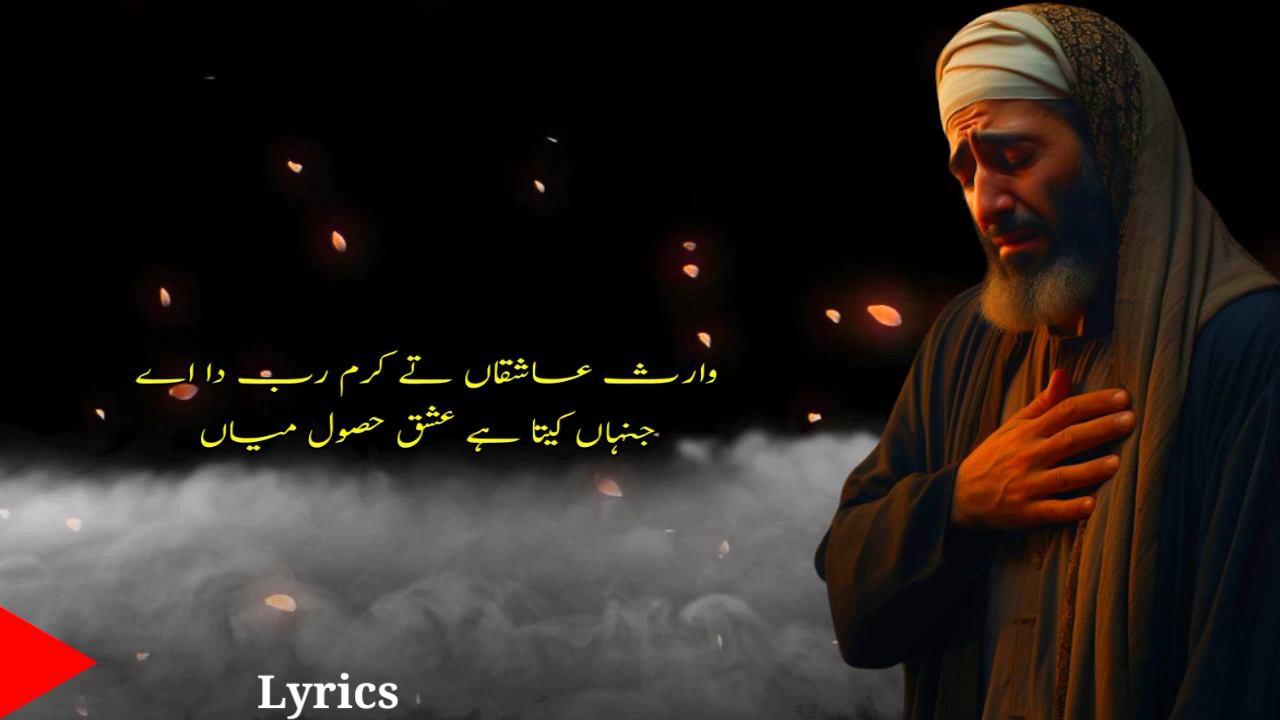 وارث عاشقاں تے کرم رب دا اے
جنہاں کیتا ہے عشق حصول میاں
Lyrics